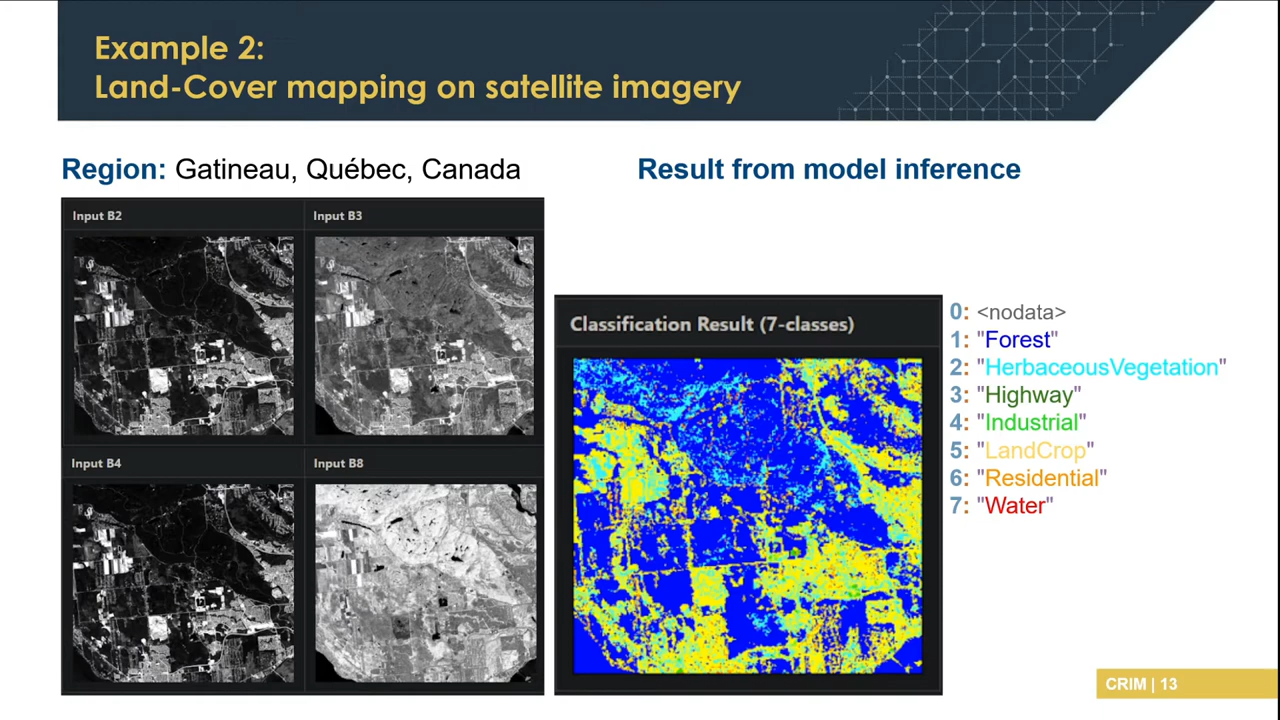 Example 2:
Land-Cover mapping on satellite imagery
Region: Gatineau, Québec, Canada
Input B2
Input B3
Input B4
Input B8
Result from model inference
Classification Result (7-classes)
0: <nodata>
1: "Forest"
2: "HerbaceousVegetation"
3: "Highway"
4: "Industrial"
5: "LandCrop"
6: "Residential"
7: "Water"
CRIM | 13